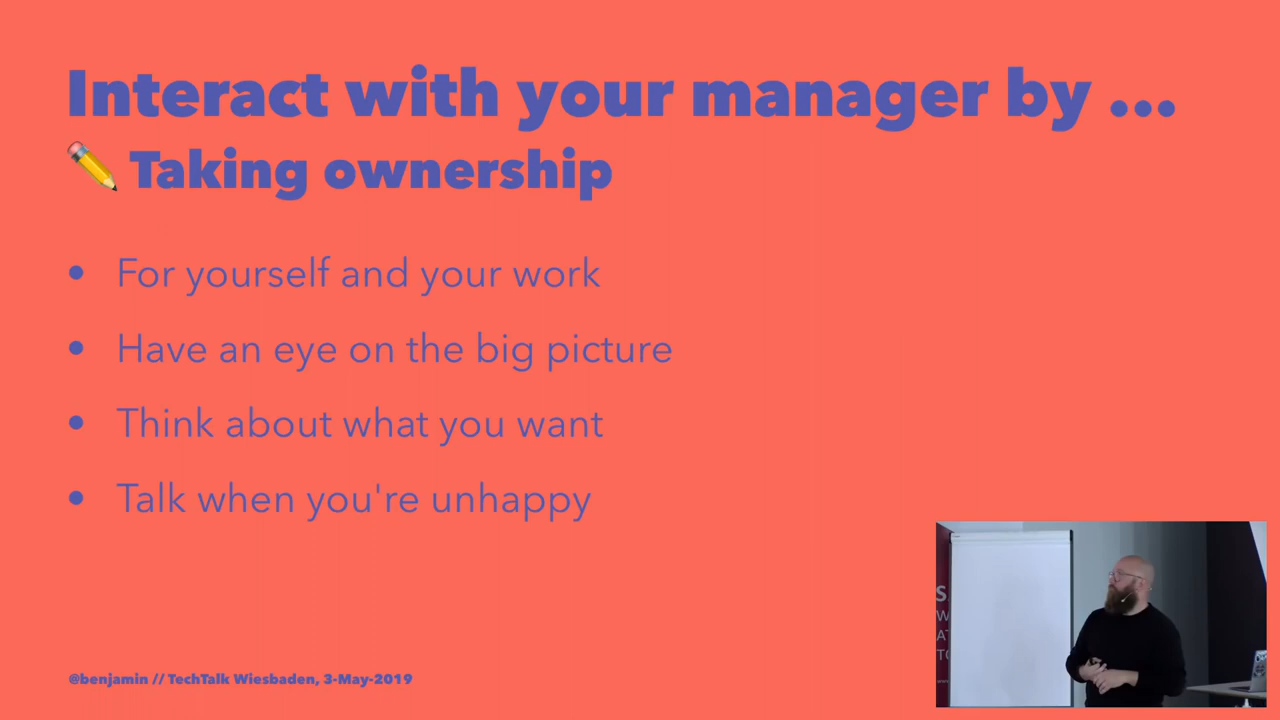 Interact with your manager by ...
✏️ Taking ownership
• For yourself and your work
• Have an eye on the big picture
• Think about what you want
• Talk when you're unhappy
@benjamin // TechTalk Wiesbaden, 3-May-2019